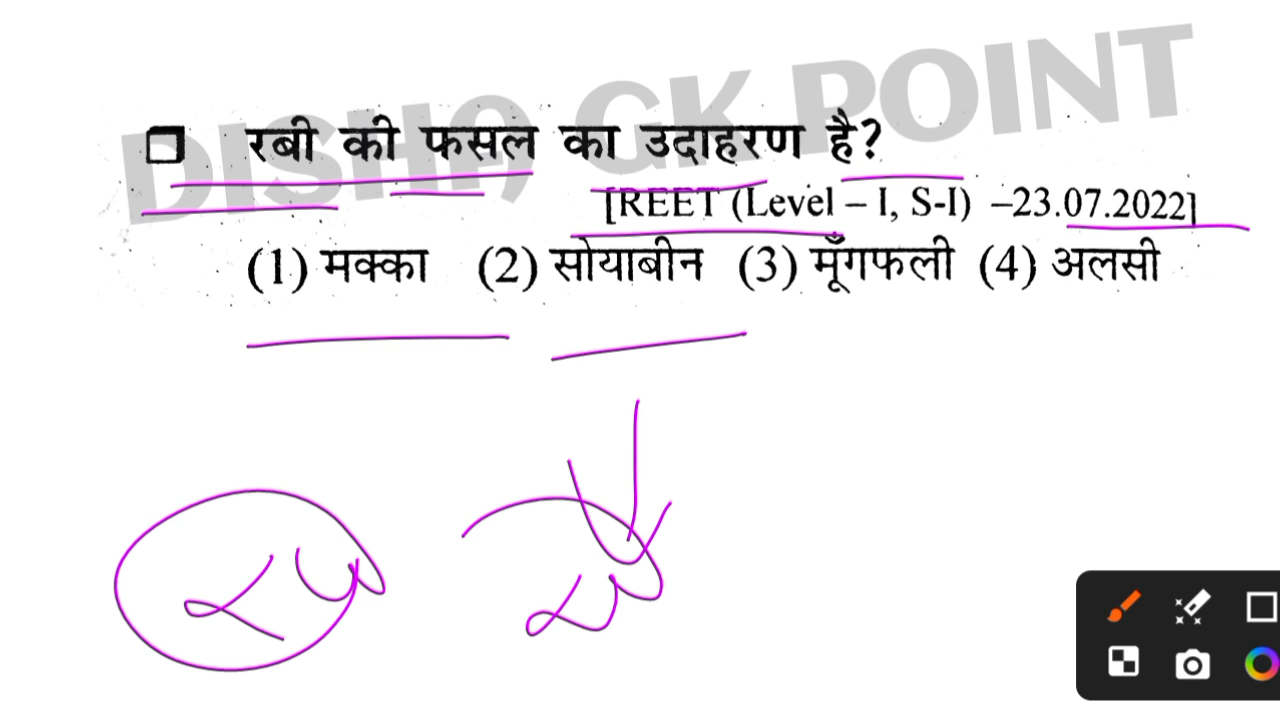 DISHA GK POINT
रबी की फसल का उदाहरण है?
[REET (Level – I, S-I) –23.07.2022]
(1) मक्का (2) सोयाबीन (3) मूँगफली (4) अलसी